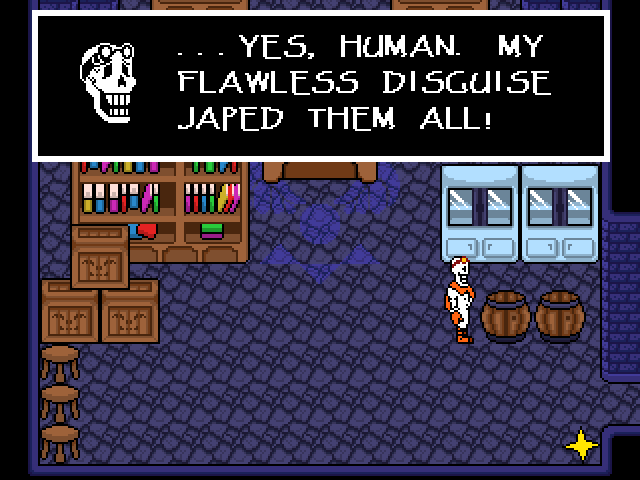 ...YES, HUMAN. MY
FLAWLESS DISGUISE
JAPED THEM ALL!